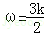 ω = 3k/2